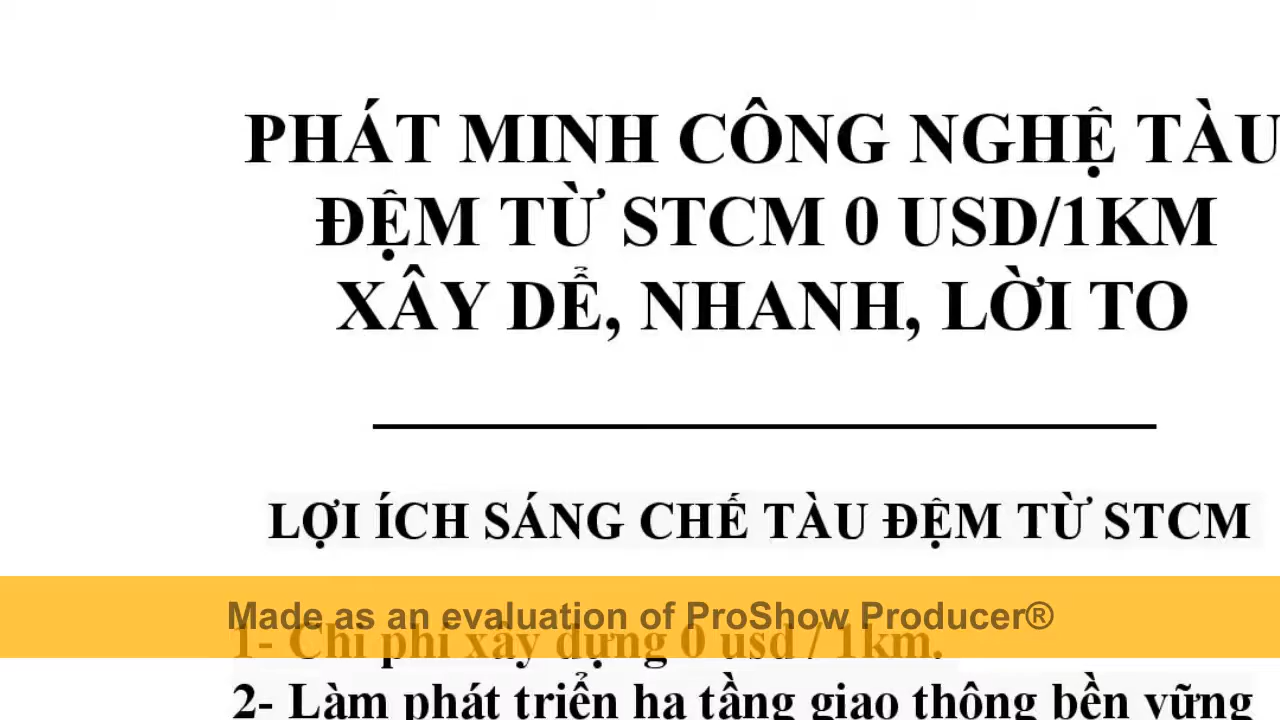 PHÁT MINH CÔNG NGHỆ TÀU
ĐỆM TỪ STCM 0 USD/1KM
XÂY DỂ, NHANH, LỜI TO
LỢI ÍCH SÁNG CHẾ TÀU ĐỆM TỪ STCM
Made as an evaluation of ProShow Producer®
1- Chi phí xây dựng 0 usd / 1km.
2- Làm phát triển hạ tầng giao thông bền vững